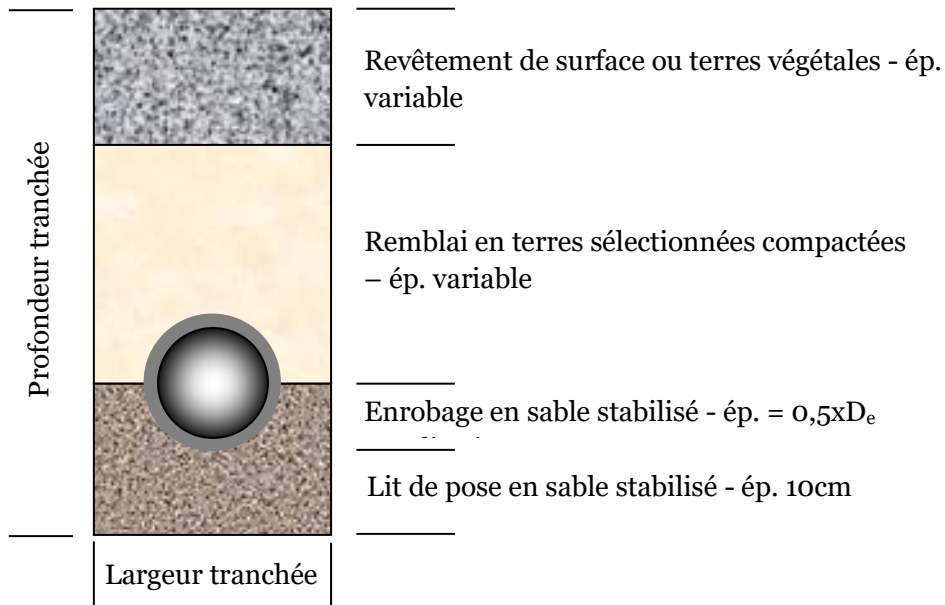 Revêtement de surface ou terres végétales - ép.
variable
Profondeur tranchée
Remblai en terres sélectionnées compactées
– ép. variable
Enrobage en sable stabilisé - ép. = 0,5xDe
Lit de pose en sable stabilisé - ép. 10cm
Largeur tranchée